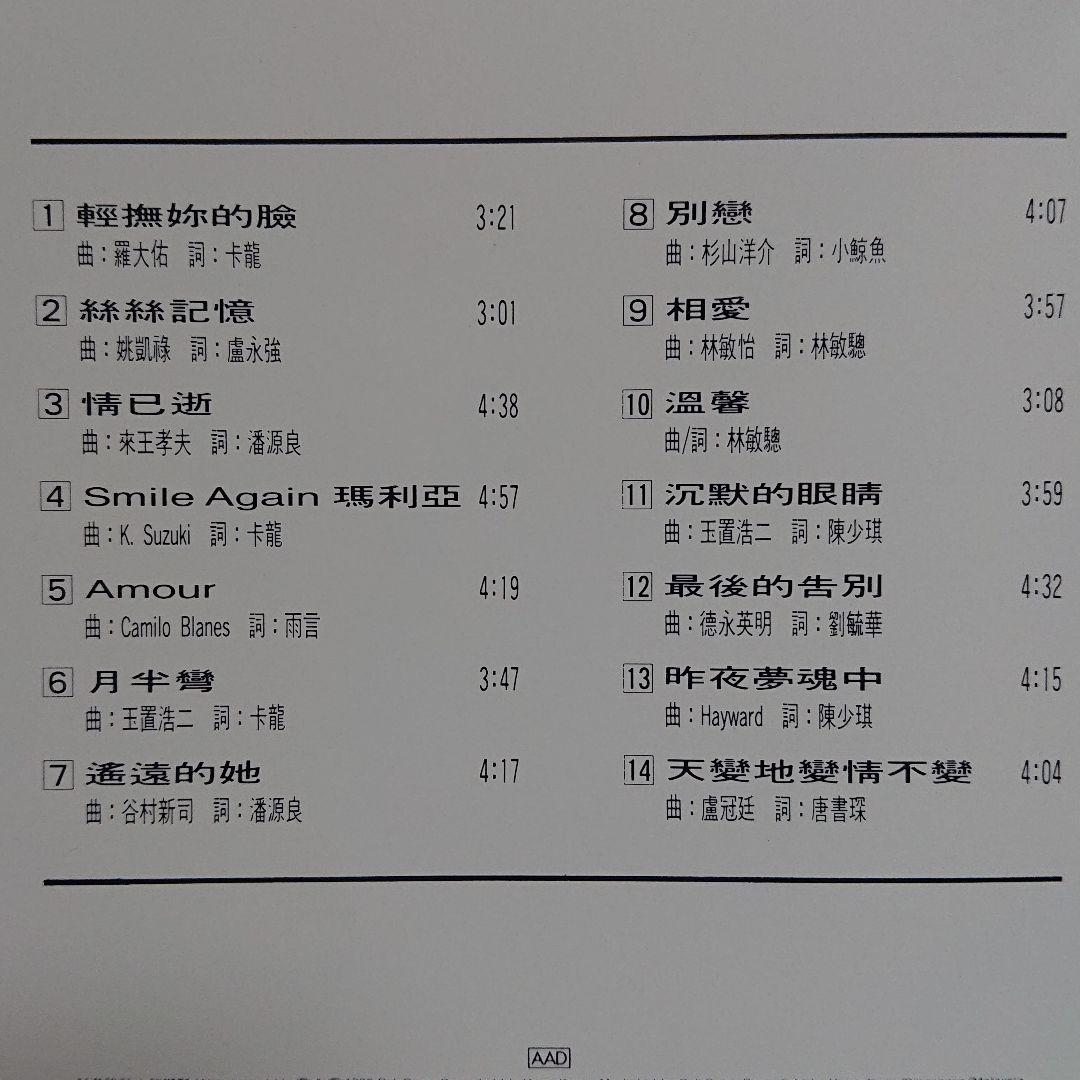 1 輕撫妳的臉 3:21
曲：羅大佑 詞：卡龍
2 絲絲記憶 3:01
曲：姚凱祿 詞：盧永強
3 情已逝 4:38
曲：來王孝夫 詞：潘源良
4 Smile Again 瑪利亞 4:57
曲：K. Suzuki 詞：卡龍
5 Amour 4:19
曲：Camilo Blanes 詞：雨言
6 月半彎 3:47
曲：玉置浩二 詞：卡龍
7 遙遠的她 4:17
曲：谷村新司 詞：潘源良
8 別戀 4:07
曲：杉山洋介 詞：小鯨魚
9 相愛 3:57
曲：林敏怡 詞：林敏驄
10 溫馨 3:08
曲/詞：林敏驄
11 沉默的眼睛 3:59
曲：玉置浩二 詞：陳少琪
12 最後的告別 4:32
曲：德永英明 詞：劉毓華
13 昨夜夢魂中 4:15
曲：Hayward 詞：陳少琪
14 天變地變情不變 4:04
曲：盧冠廷 詞：唐書琛
AAD